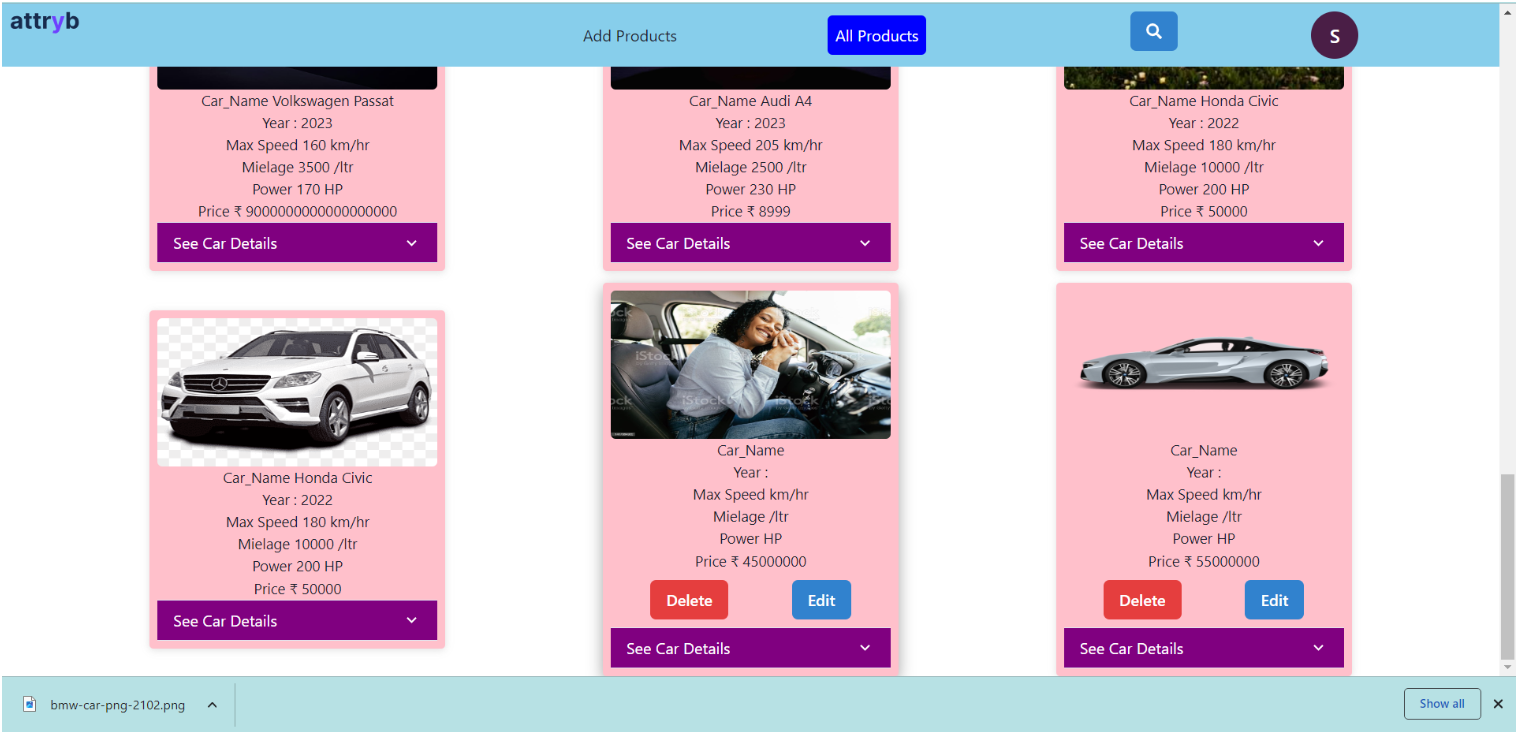 attryb
Add Products
All Products
S
Car_Name Volkswagen Passat
Year : 2023
Max Speed 160 km/hr
Mielage 3500 /ltr
Power 170 HP
Price ₹ 9000000000000000000
See Car Details
Car_Name Audi A4
Year : 2023
Max Speed 205 km/hr
Mielage 2500 /ltr
Power 230 HP
Price ₹ 8999
See Car Details
Car_Name Honda Civic
Year : 2022
Max Speed 180 km/hr
Mielage 10000 /ltr
Power 200 HP
Price ₹ 50000
See Car Details
Car_Name Honda Civic
Year : 2022
Max Speed 180 km/hr
Mielage 10000 /ltr
Power 200 HP
Price ₹ 50000
See Car Details
iStock
iStock
iStock
Car_Name
Year :
Max Speed km/hr
Mielage /ltr
Power HP
Price ₹ 45000000
Delete
Edit
See Car Details
Car_Name
Year :
Max Speed km/hr
Mielage /ltr
Power HP
Price ₹ 55000000
Delete
Edit
See Car Details
bmw-car-png-2102.png
Show all